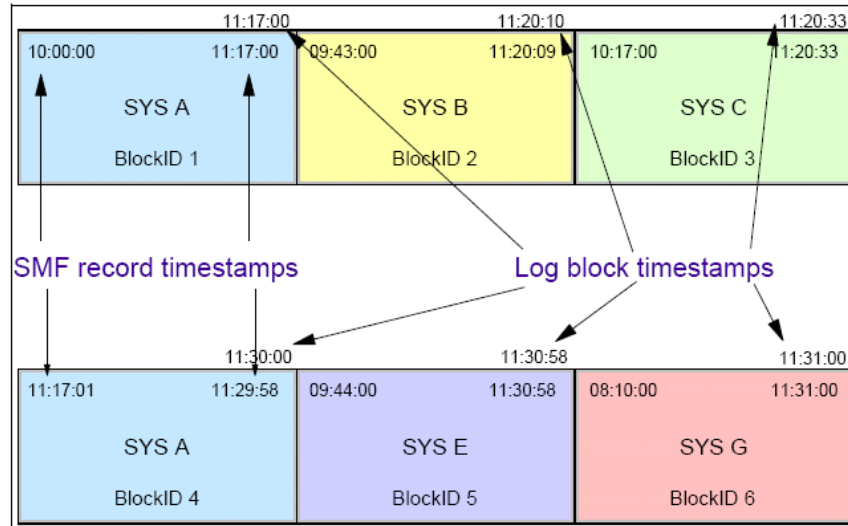 11:17:00 11:20:10 11:20:33
10:00:00 11:17:00 09:43:00 11:20:09 10:17:00 11:20:33
SYS A SYS B SYS C
BlockID 1 BlockID 2 BlockID 3
SMF record timestamps Log block timestamps
11:30:00 11:30:58 11:31:00
11:17:01 11:29:58 09:44:00 11:30:58 08:10:00 11:31:00
SYS A SYS E SYS G
BlockID 4 BlockID 5 BlockID 6